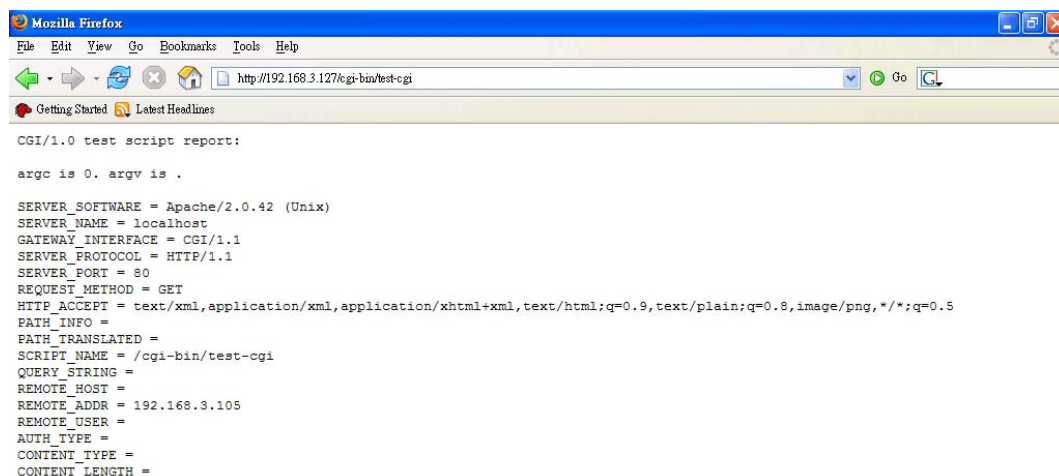 Mozilla Firefox
File Edit View Go Bookmarks Tools Help
http://192.168.3.127/cgi-bin/test-cgi Go G
Getting Started Latest Headlines
CGI/1.0 test script report:
argc is 0. argv is .
SERVER_SOFTWARE = Apache/2.0.42 (Unix)
SERVER_NAME = localhost
GATEWAY_INTERFACE = CGI/1.1
SERVER_PROTOCOL = HTTP/1.1
SERVER_PORT = 80
REQUEST_METHOD = GET
HTTP_ACCEPT = text/xml,application/xml,application/xhtml+xml,text/html;q=0.9,text/plain;q=0.8,image/png,*/*;q=0.5
PATH_INFO =
PATH_TRANSLATED =
SCRIPT_NAME = /cgi-bin/test-cgi
QUERY_STRING =
REMOTE_HOST =
REMOTE_ADDR = 192.168.3.105
REMOTE_USER =
AUTH_TYPE =
CONTENT_TYPE =
CONTENT_LENGTH =